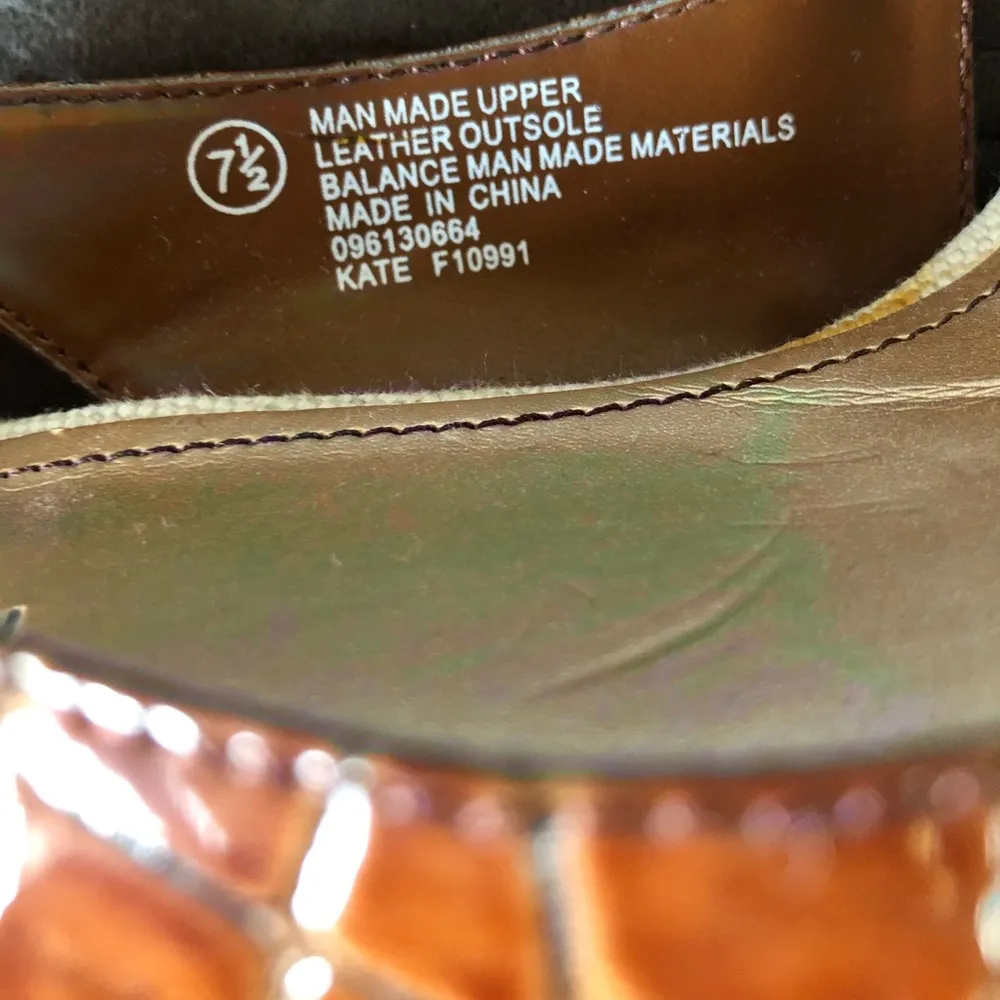 7½
MAN MADE UPPER
LEATHER OUTSOLE
BALANCE MAN MADE MATERIALS
MADE IN CHINA
096130664
KATE F10991